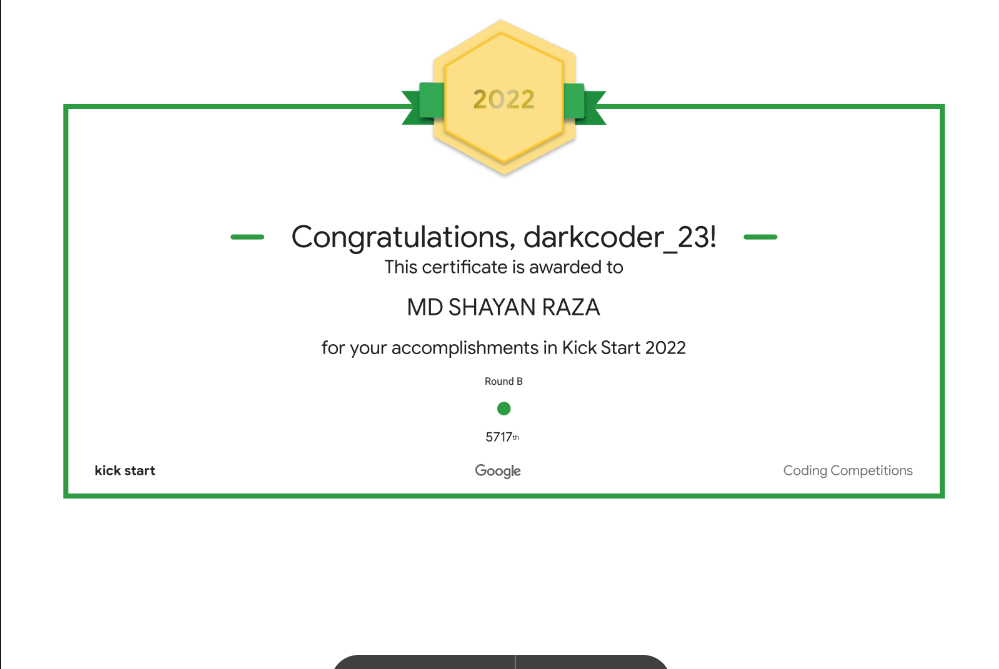 2022
Congratulations, darkcoder_23!
This certificate is awarded to
MD SHAYAN RAZA
for your accomplishments in Kick Start 2022
Round B
5717th
kick start Google Coding Competitions